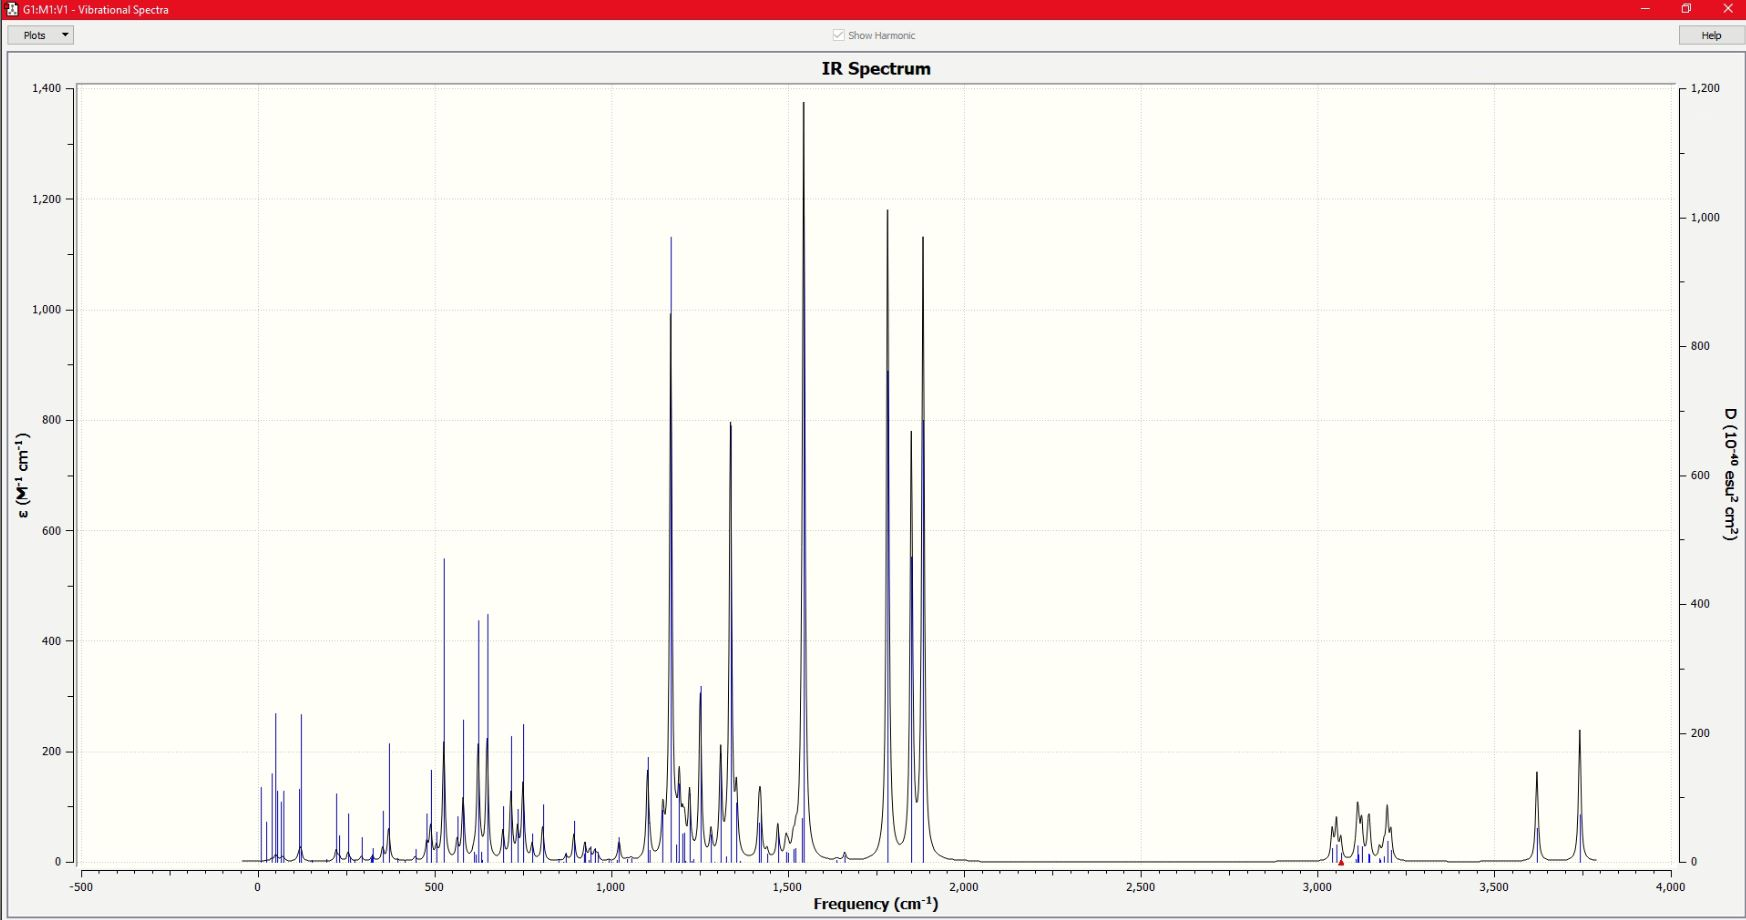 G1:M1:V1 - Vibrational Spectra
Plots
Show Harmonic
Help
IR Spectrum
1,400
1,200
1,000
800
600
400
200
0
ε (M⁻¹ cm⁻¹)
1,200
1,000
800
600
400
200
0
D (10⁻⁴⁰ esu² cm²)
-500 0 500 1,000 1,500 2,000 2,500 3,000 3,500 4,000
Frequency (cm⁻¹)